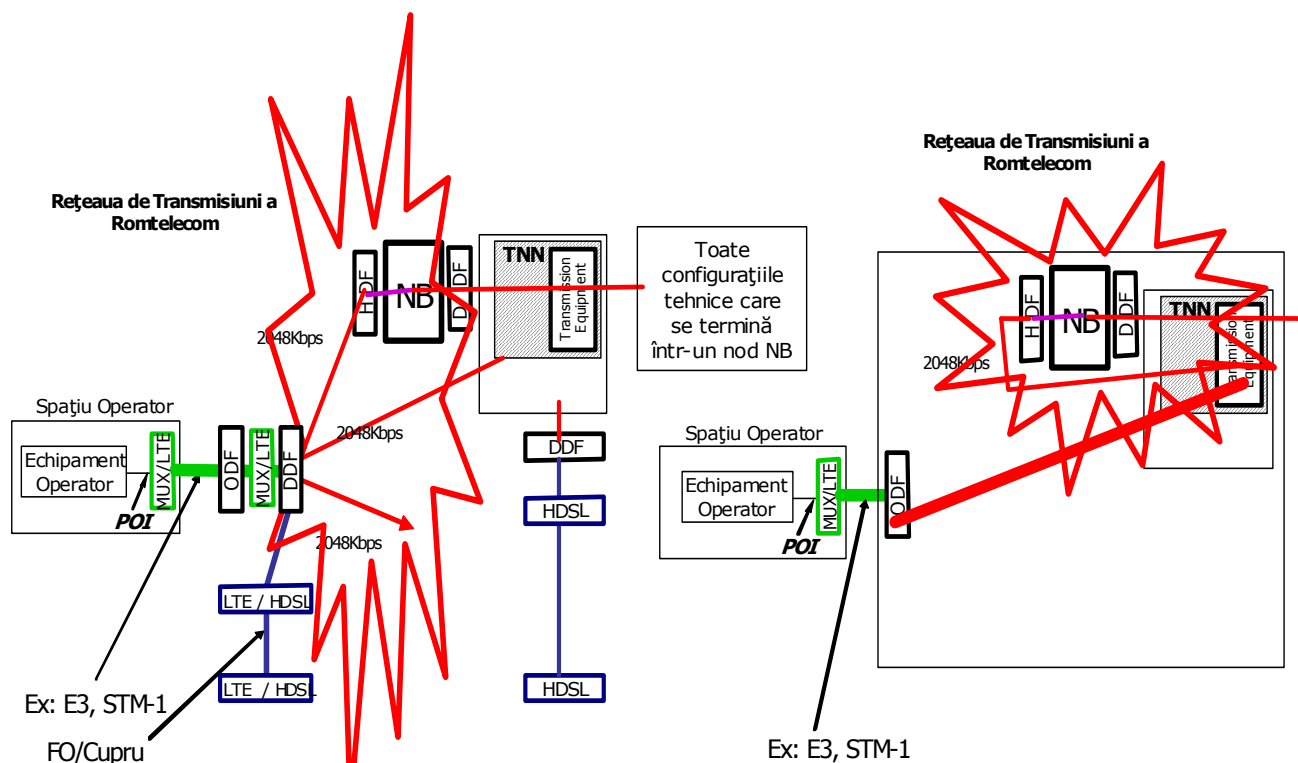 Reţeaua de Transmisiuni a
Romtelecom
HDF
NB
DDF
TNN
Transmission
Equipment
Toate
configuraţiile
tehnice care
se termină
într-un nod NB
2048Kbps
2048Kbps
2048Kbps
Spaţiu Operator
Echipament
Operator
MUX/LTE
POI
ODF
MUX/LTE
DDF
DDF
HDSL
HDSL
LTE / HDSL
LTE / HDSL
Ex: E3, STM-1
FO/Cupru
Reţeaua de Transmisiuni a
Romtelecom
HDF
NB
DDF
TNN
Transmission
Equipment
2048Kbps
Spaţiu Operator
Echipament
Operator
MUX/LTE
POI
ODF
Ex: E3, STM-1